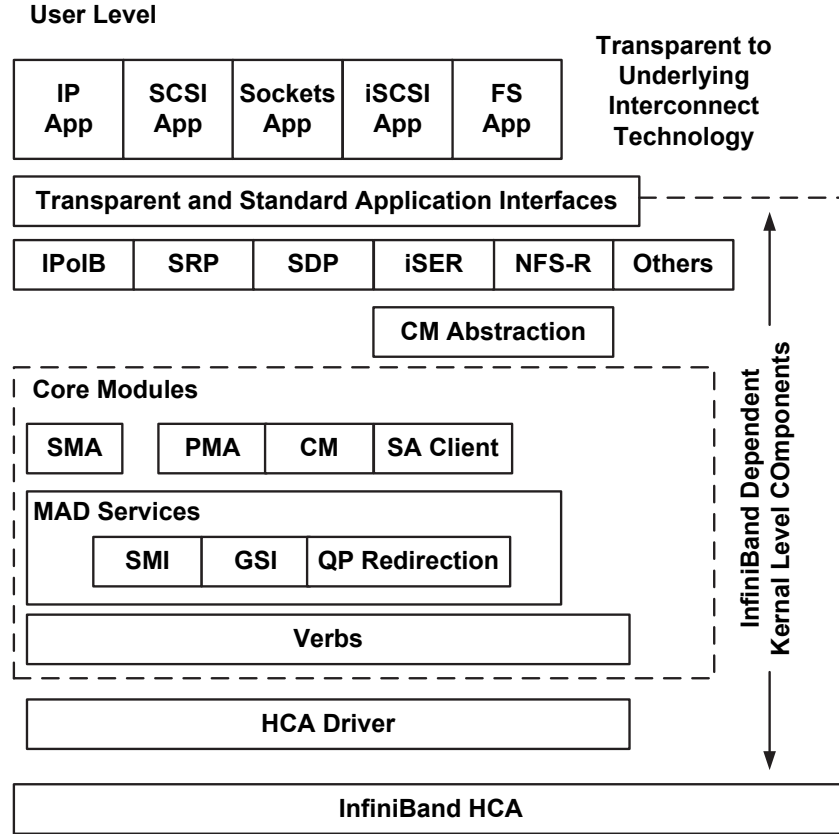 User Level
Transparent to
Underlying
Interconnect
Technology
IP
App
SCSI
App
Sockets
App
iSCSI
App
FS
App
Transparent and Standard Application Interfaces
IPoIB
SRP
SDP
iSER
NFS-R
Others
CM Abstraction
Core Modules
SMA
PMA
CM
SA Client
MAD Services
SMI
GSI
QP Redirection
Verbs
HCA Driver
InfiniBand HCA
InfiniBand Dependent
Kernal Level COmponents